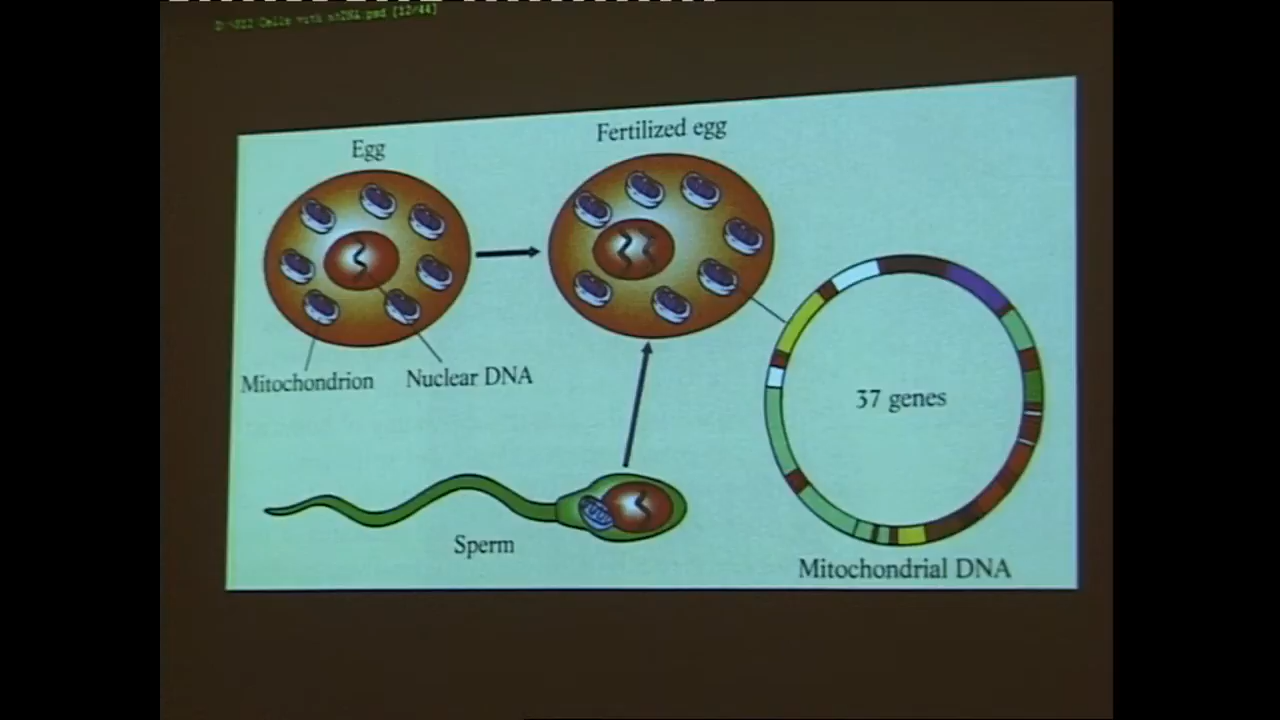 Egg
Fertilized egg
Mitochondrion
Nuclear DNA
37 genes
Sperm
Mitochondrial DNA